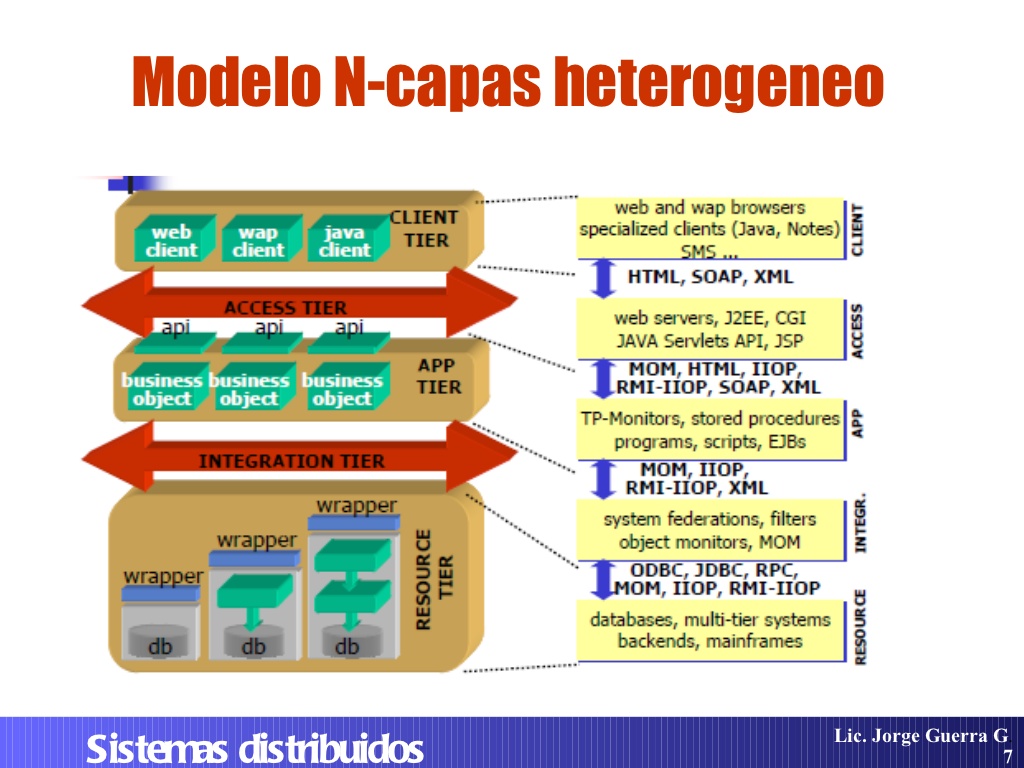 Modelo N-capas heterogeneo
CLIENT
TIER
web
client
wap
client
java
client
ACCESS TIER
api
api
api
APP
TIER
business
object
business
object
business
object
INTEGRATION TIER
wrapper
wrapper
wrapper
RESOURCE
TIER
db
db
db
web and wap browsers
specialized clients (Java, Notes)
SMS ...
CLIENT
HTML, SOAP, XML
web servers, J2EE, CGI
JAVA Servlets API, JSP
ACCESS
MOM, HTML, IIOP,
RMI-IIOP, SOAP, XML
TP-Monitors, stored procedures
programs, scripts, EJBs
APP
MOM, IIOP,
RMI-IIOP, XML
system federations, filters
object monitors, MOM
INTEGR.
ODBC, JDBC, RPC,
MOM, IIOP, RMI-IIOP
databases, multi-tier systems
backends, mainframes
RESOURCE
Sistemas distribuidos
Lic. Jorge Guerra G
7